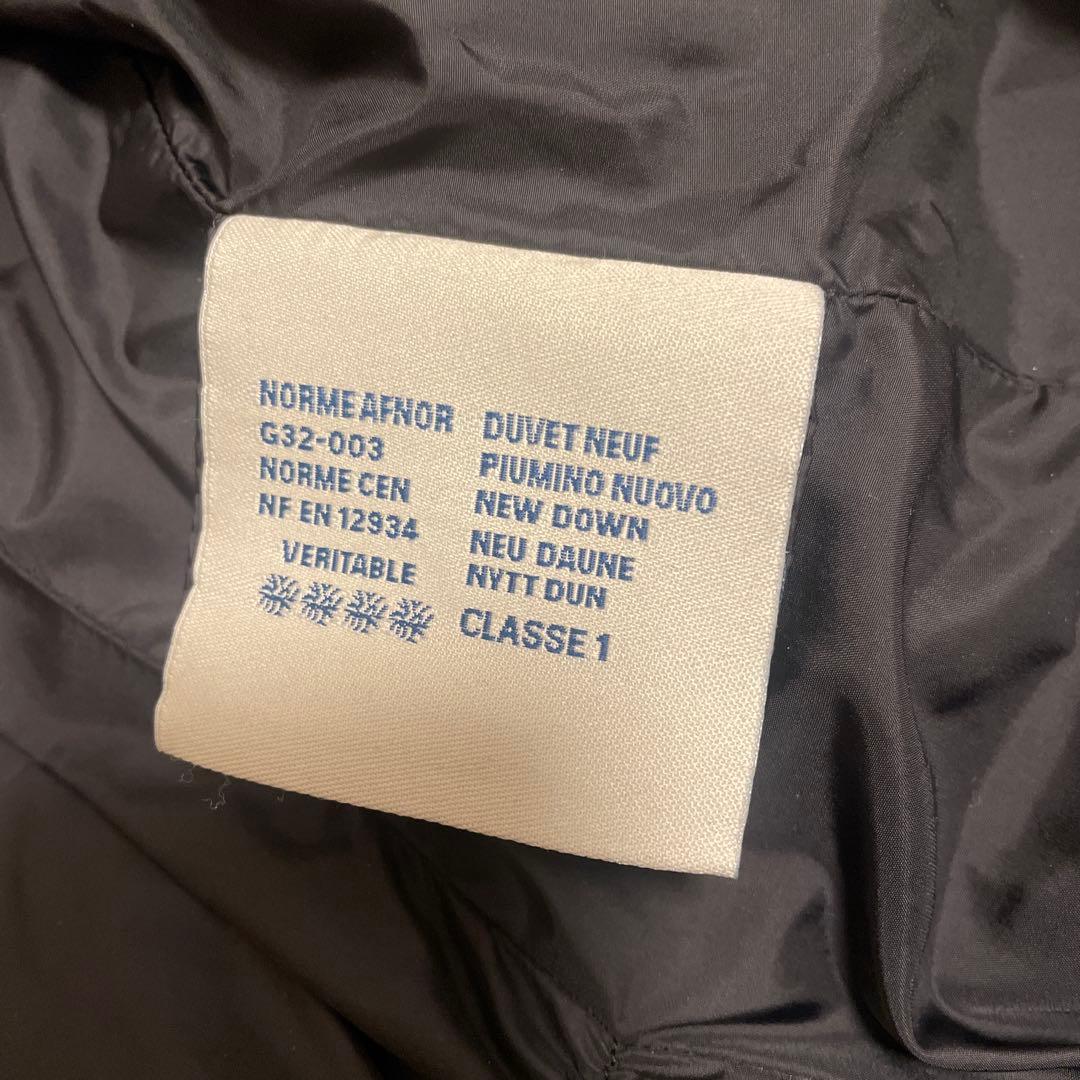 NORME AFNOR
G32-003
NORME CEN
NF EN 12934
VERITABLE
DUVET NEUF
PIUMINO NUOVO
NEW DOWN
NEU DAUNE
NYTT DUN
CLASSE 1